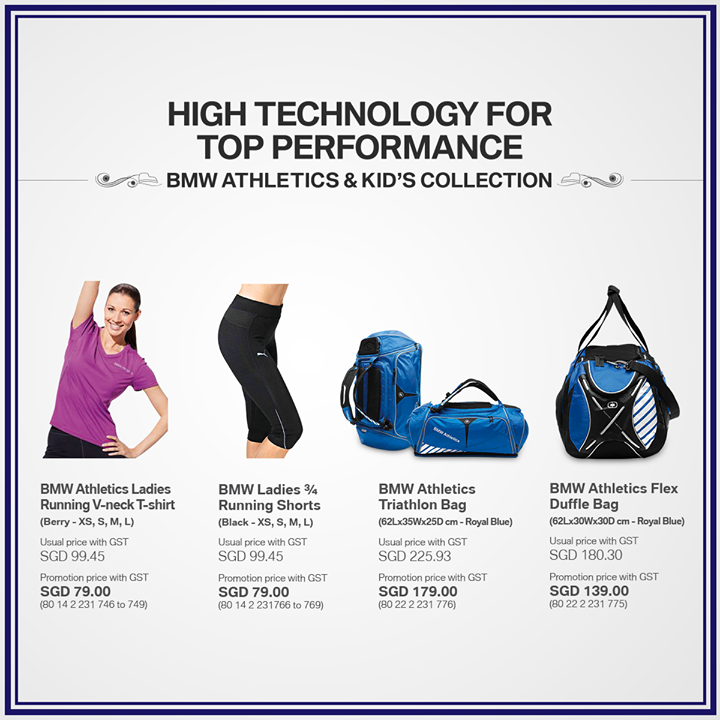 HIGH TECHNOLOGY FOR
TOP PERFORMANCE
BMW ATHLETICS & KID'S COLLECTION
BMW Athletics
BMW Athletics Ladies
Running V-neck T-shirt
(Berry - XS, S, M, L)
Usual price with GST
SGD 99.45
Promotion price with GST
SGD 79.00
(80 14 2 231 746 to 749)
BMW Ladies ¾
Running Shorts
(Black - XS, S, M, L)
Usual price with GST
SGD 99.45
Promotion price with GST
SGD 79.00
(80 14 2 231766 to 769)
BMW Athletics
Triathlon Bag
(62Lx35Wx25D cm - Royal Blue)
Usual price with GST
SGD 225.93
Promotion price with GST
SGD 179.00
(80 22 2 231 776)
BMW Athletics Flex
Duffle Bag
(62Lx30Wx30D cm - Royal Blue)
Usual price with GST
SGD 180.30
Promotion price with GST
SGD 139.00
(80 22 2 231 775)